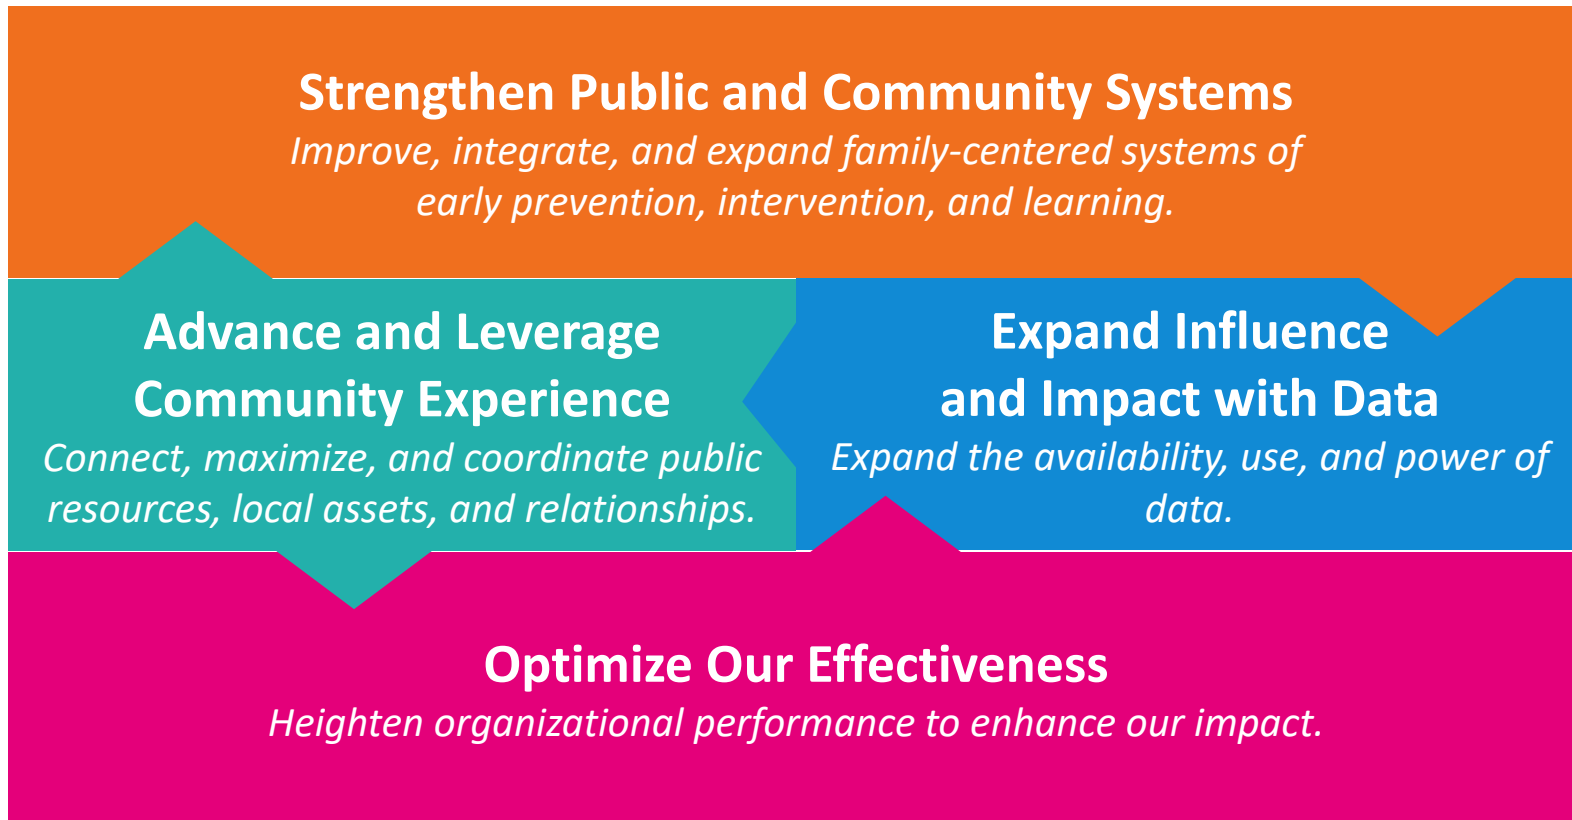 Strengthen Public and Community Systems
Improve, integrate, and expand family-centered systems of
early prevention, intervention, and learning.
Advance and Leverage
Community Experience
Connect, maximize, and coordinate public
resources, local assets, and relationships.
Expand Influence
and Impact with Data
Expand the availability, use, and power of
data.
Optimize Our Effectiveness
Heighten organizational performance to enhance our impact.